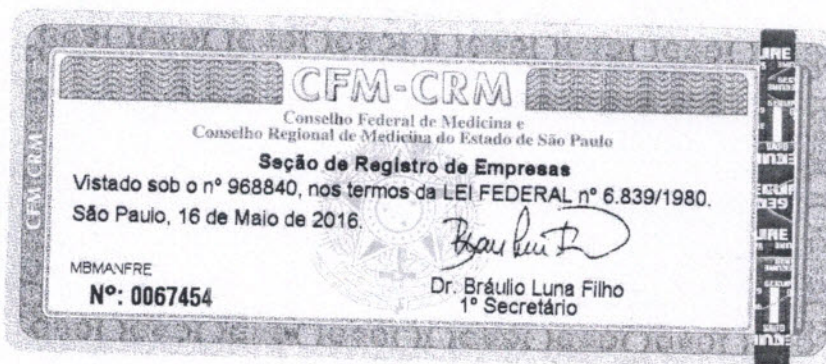 CFM-CRM
Conselho Federal de Medicina e
Conselho Regional de Medicina do Estado de São Paulo
Seção de Registro de Empresas
Vistado sob o nº 968840, nos termos da LEI FEDERAL nº 6.839/1980.
São Paulo, 16 de Maio de 2016.
MBMANFRE
Nº: 0067454
Dr. Bráulio Luna Filho
1º Secretário
CFM-CRM